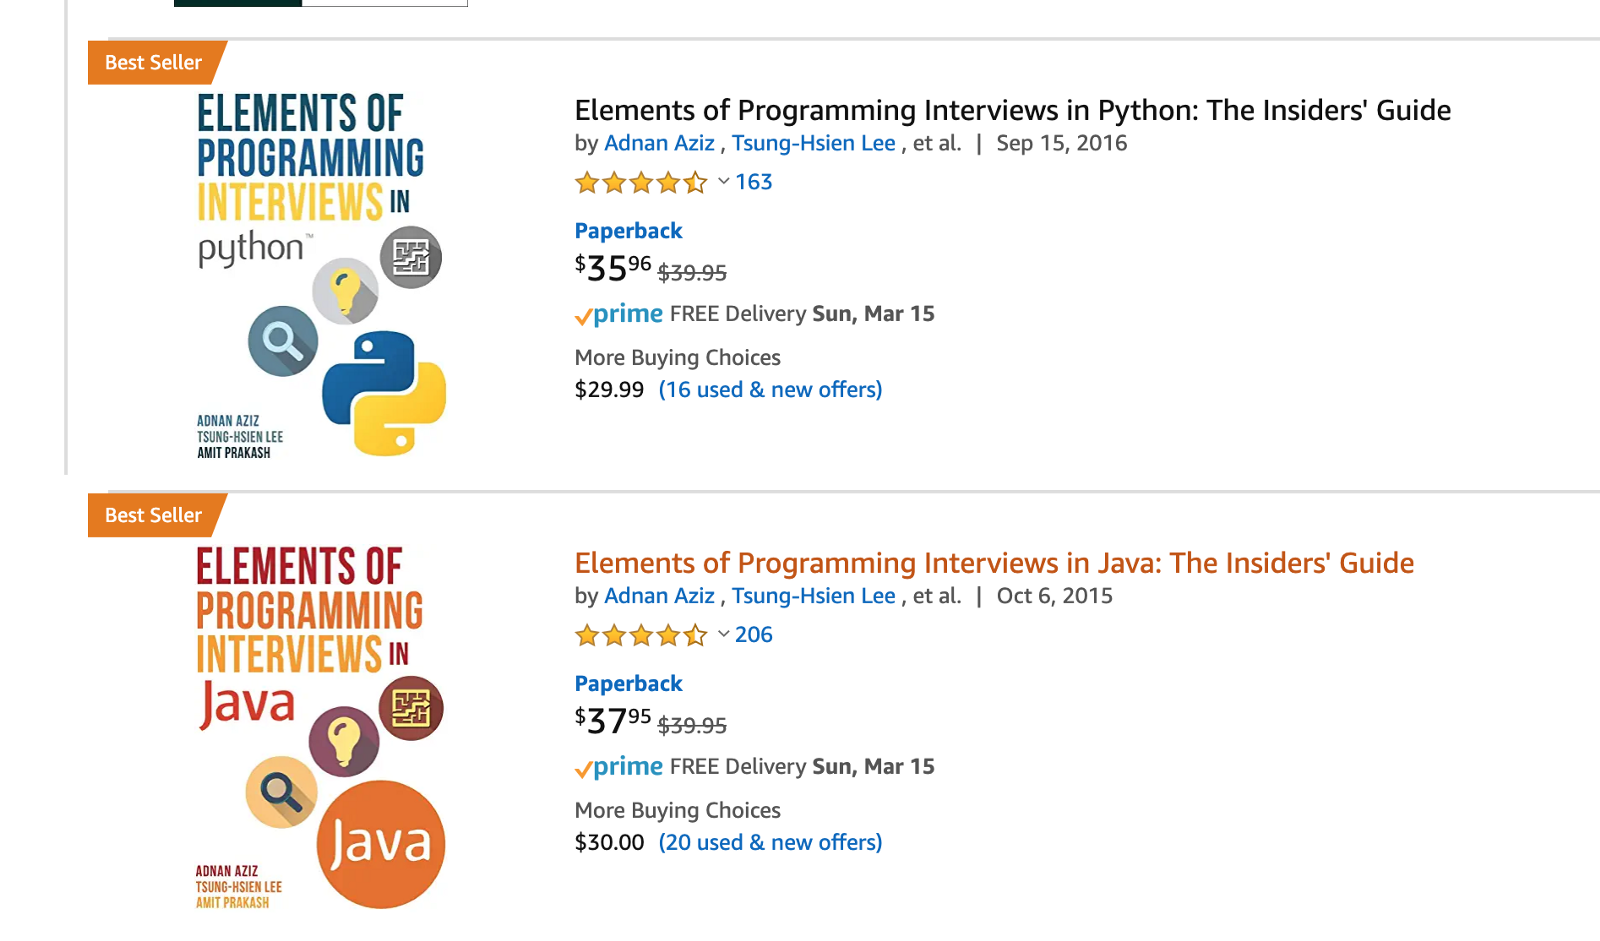 Best Seller
ELEMENTS OF
PROGRAMMING
INTERVIEWS IN
python™
ADNAN AZIZ
TSUNG-HSIEN LEE
AMIT PRAKASH
Elements of Programming Interviews in Python: The Insiders' Guide
by Adnan Aziz , Tsung-Hsien Lee , et al. | Sep 15, 2016
163
Paperback
$35.96 $39.95
prime FREE Delivery Sun, Mar 15
More Buying Choices
$29.99 (16 used & new offers)
Best Seller
ELEMENTS OF
PROGRAMMING
INTERVIEWS IN
Java
Java
ADNAN AZIZ
TSUNG-HSIEN LEE
AMIT PRAKASH
Elements of Programming Interviews in Java: The Insiders' Guide
by Adnan Aziz , Tsung-Hsien Lee , et al. | Oct 6, 2015
206
Paperback
$37.95 $39.95
prime FREE Delivery Sun, Mar 15
More Buying Choices
$30.00 (20 used & new offers)